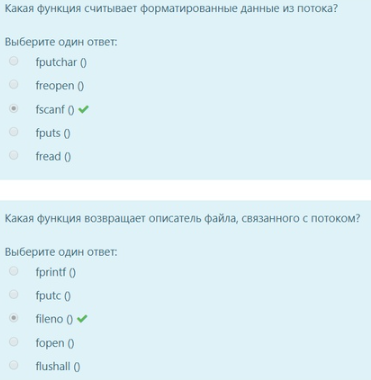 Какая функция считывает форматированные данные из потока?
Выберите один ответ:
fputchar ()
freopen ()
fscanf ()
fputs ()
fread ()
Какая функция возвращает описатель файла, связанного с потоком?
Выберите один ответ:
fprintf ()
fputc ()
fileno ()
fopen ()
flushall ()